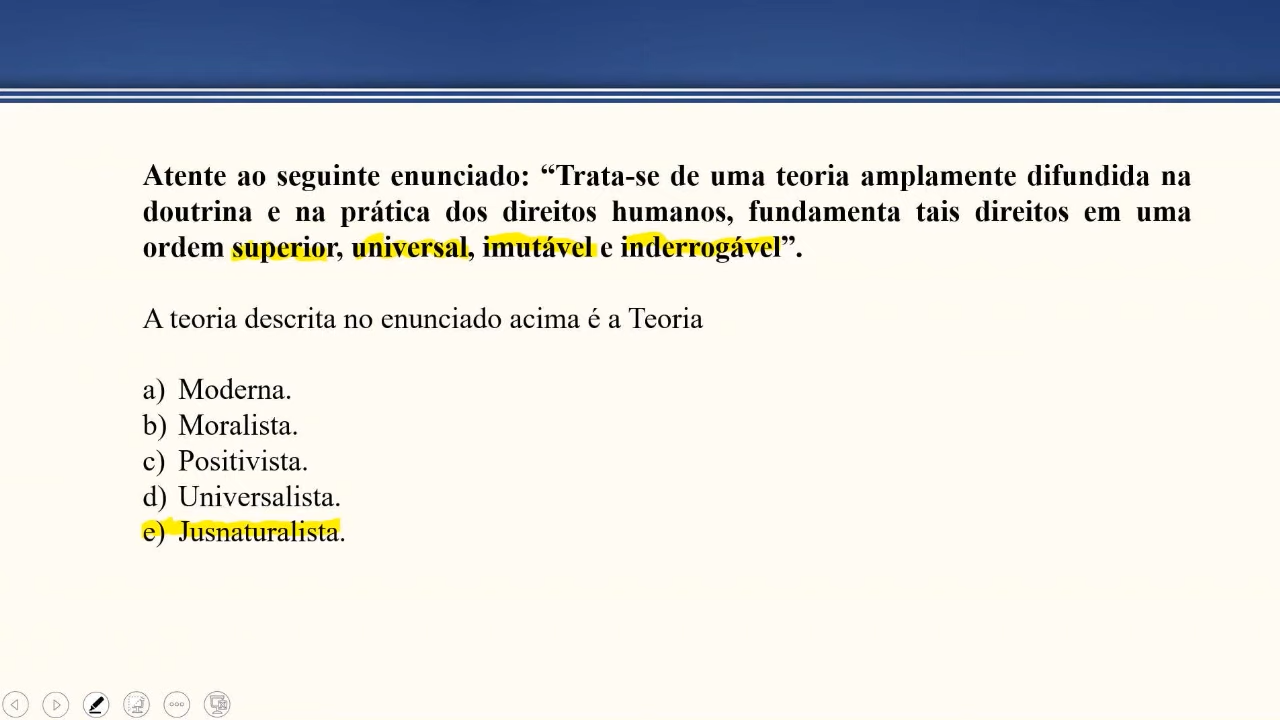 Atente ao seguinte enunciado: “Trata-se de uma teoria amplamente difundida na
doutrina e na prática dos direitos humanos, fundamenta tais direitos em uma
ordem superior, universal, imutável e inderrogável”.
A teoria descrita no enunciado acima é a Teoria
a) Moderna.
b) Moralista.
c) Positivista.
d) Universalista.
e) Jusnaturalista.